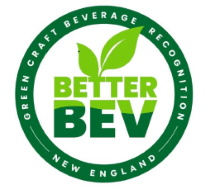 GREEN CRAFT BEVERAGE RECOGNITION
BETTER
BEV
NEW ENGLAND